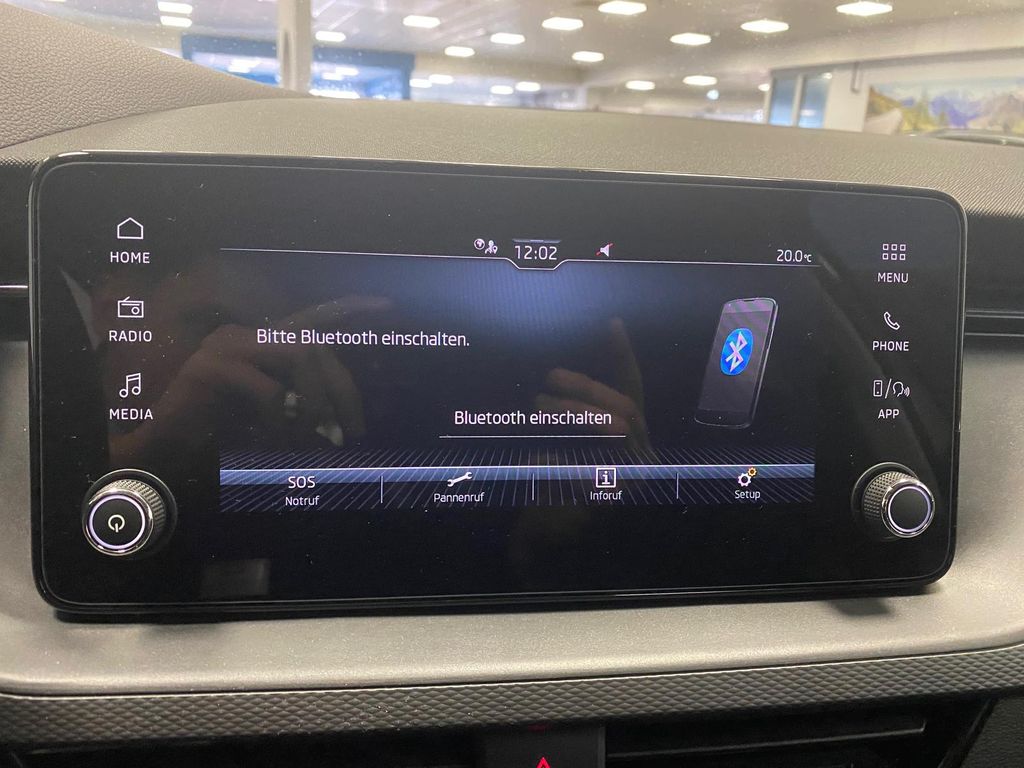 HOME
RADIO
MEDIA
12:02
20.0°C
Bitte Bluetooth einschalten.
Bluetooth einschalten
SOS
Notruf
Pannenruf
i
Inforuf
Setup
MENU
PHONE
APP